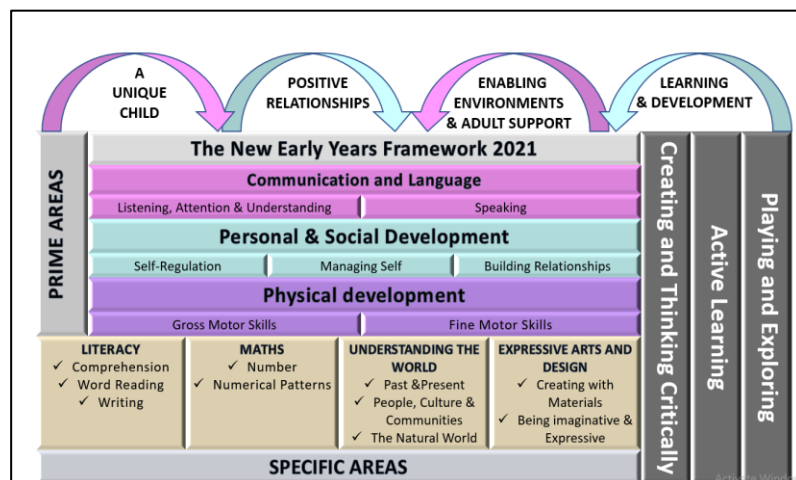 A
UNIQUE
CHILD
POSITIVE
RELATIONSHIPS
ENABLING
ENVIRONMENTS
& ADULT SUPPORT
LEARNING
& DEVELOPMENT
PRIME AREAS
The New Early Years Framework 2021
Communication and Language
Listening, Attention & Understanding
Speaking
Personal & Social Development
Self-Regulation
Managing Self
Building Relationships
Physical development
Gross Motor Skills
Fine Motor Skills
LITERACY
✓ Comprehension
✓ Word Reading
✓ Writing
MATHS
✓ Number
✓ Numerical Patterns
UNDERSTANDING THE
WORLD
✓ Past &Present
✓ People, Culture &
Communities
✓ The Natural World
EXPRESSIVE ARTS AND
DESIGN
✓ Creating with
Materials
✓ Being imaginative &
Expressive
SPECIFIC AREAS
Creating and Thinking Critically
Active Learning
Playing and Exploring
Activate Windo